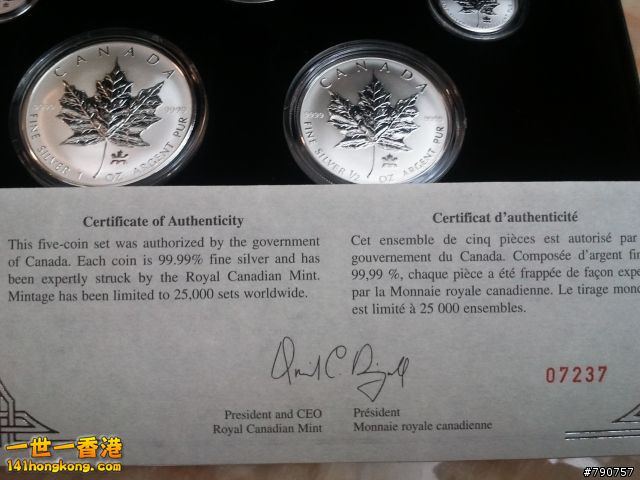 CANADA
9999 9999
FINE SILVER 1 OZ ARGENT PUR
CANADA
9999 9999
FINE SILVER 1/2 OZ ARGENT PUR
Certificate of Authenticity
This five-coin set was authorized by the government
of Canada. Each coin is 99.99% fine silver and has
been expertly struck by the Royal Canadian Mint.
Mintage has been limited to 25,000 sets worldwide.
Certificat d'authenticité
Cet ensemble de cinq pièces est autorisé par
gouvernement du Canada. Composée d'argent fin
99,99 %, chaque pièce a été frappée de façon expe
par la Monnaie royale canadienne. Le tirage mond
est limité à 25 000 ensembles.
07237
President and CEO
Royal Canadian Mint
Président
Monnaie royale canadienne
一世一香港
141hongkong.com
#790757